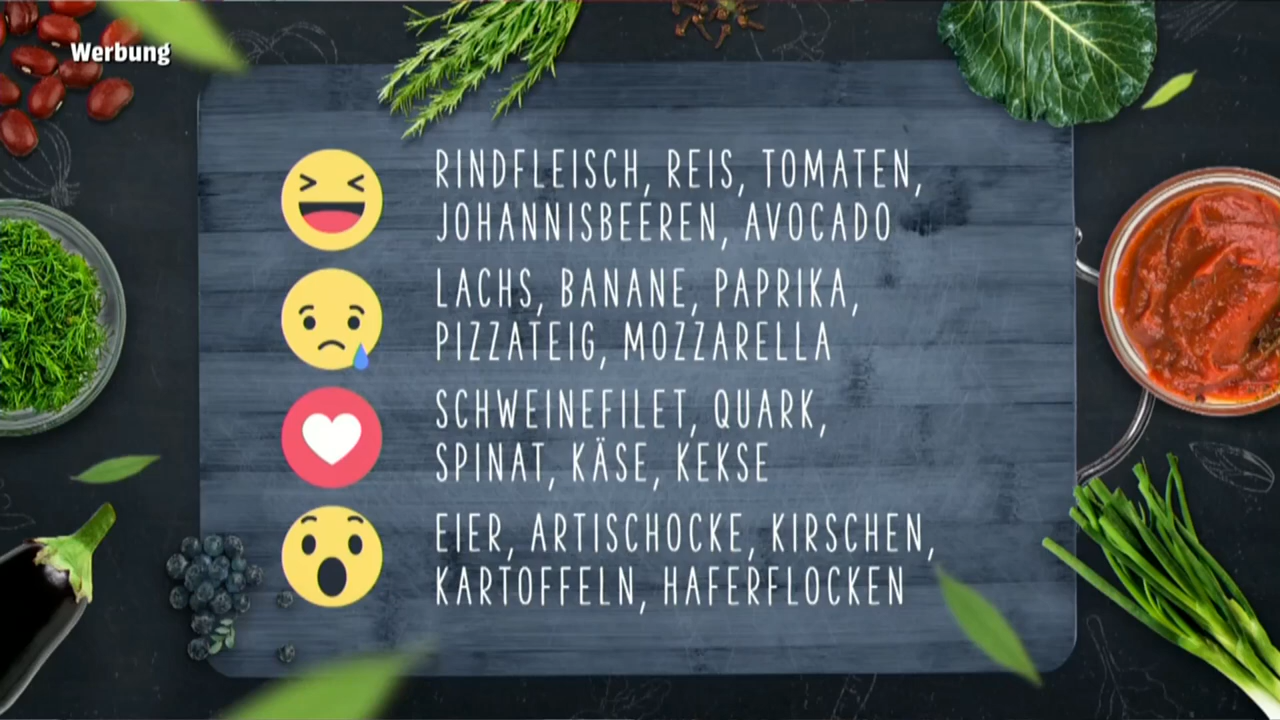 Werbung
RINDFLEISCH, REIS, TOMATEN,
JOHANNISBEEREN, AVOCADO
LACHS, BANANE, PAPRIKA,
PIZZATEIG, MOZZARELLA
SCHWEINEFILET, QUARK,
SPINAT, KÄSE, KEKSE
EIER, ARTISCHOCKE, KIRSCHEN,
KARTOFFELN, HAFERFLOCKEN